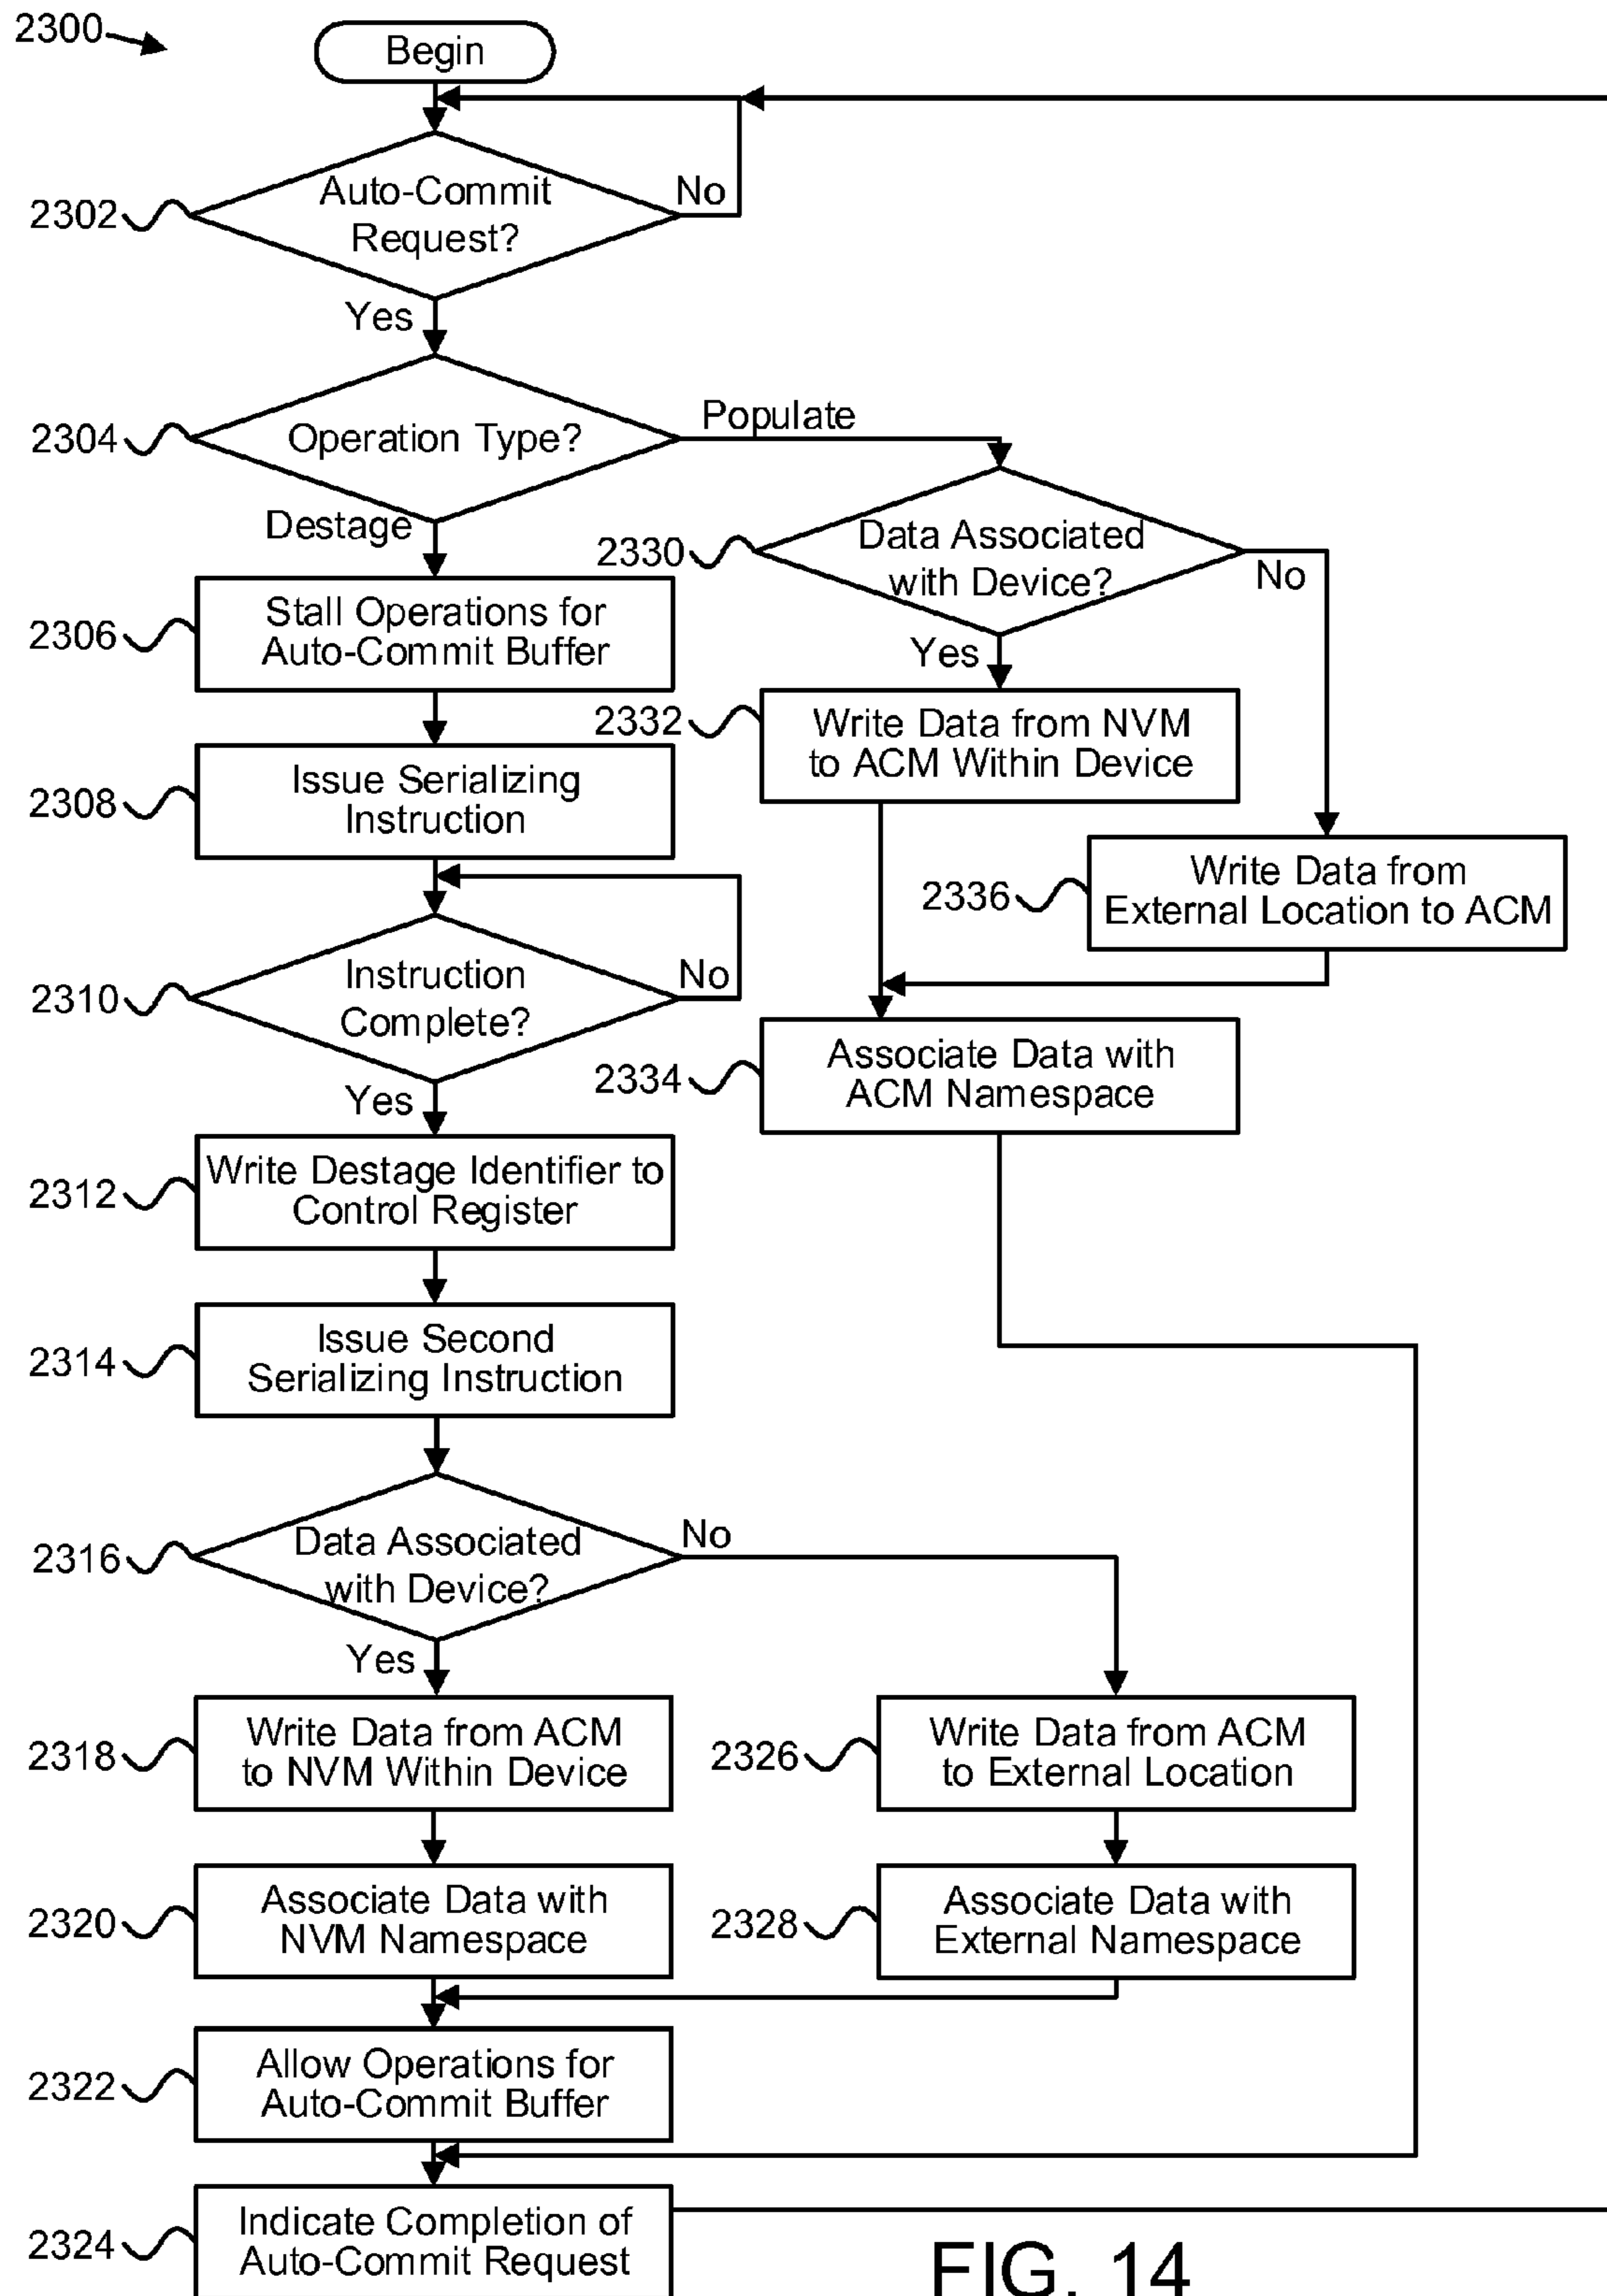 2300
Begin
2302
Auto-Commit
Request?
No
Yes
2304
Operation Type?
Populate
Destage
2330
Data Associated
with Device?
No
Yes
2306
Stall Operations for
Auto-Commit Buffer
2332
Write Data from NVM
to ACM Within Device
2308
Issue Serializing
Instruction
2336
Write Data from
External Location to ACM
2310
Instruction
Complete?
No
Yes
2334
Associate Data with
ACM Namespace
2312
Write Destage Identifier to
Control Register
2314
Issue Second
Serializing Instruction
2316
Data Associated
with Device?
No
Yes
2318
Write Data from ACM
to NVM Within Device
2326
Write Data from ACM
to External Location
2320
Associate Data with
NVM Namespace
2328
Associate Data with
External Namespace
2322
Allow Operations for
Auto-Commit Buffer
2324
Indicate Completion of
Auto-Commit Request
FIG. 14